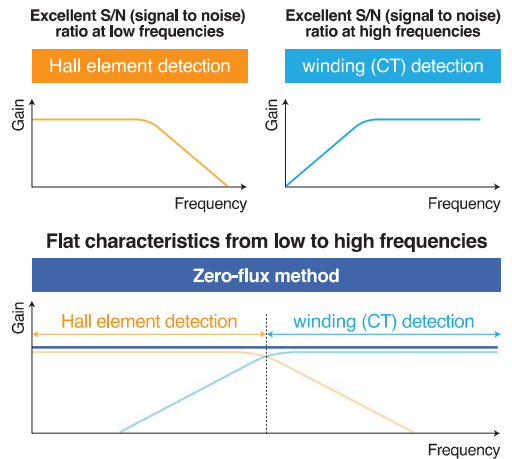 Excellent S/N (signal to noise)
ratio at low frequencies
Hall element detection
Gain
Frequency
Excellent S/N (signal to noise)
ratio at high frequencies
winding (CT) detection
Gain
Frequency
Flat characteristics from low to high frequencies
Zero-flux method
Gain
Hall element detection
winding (CT) detection
Frequency